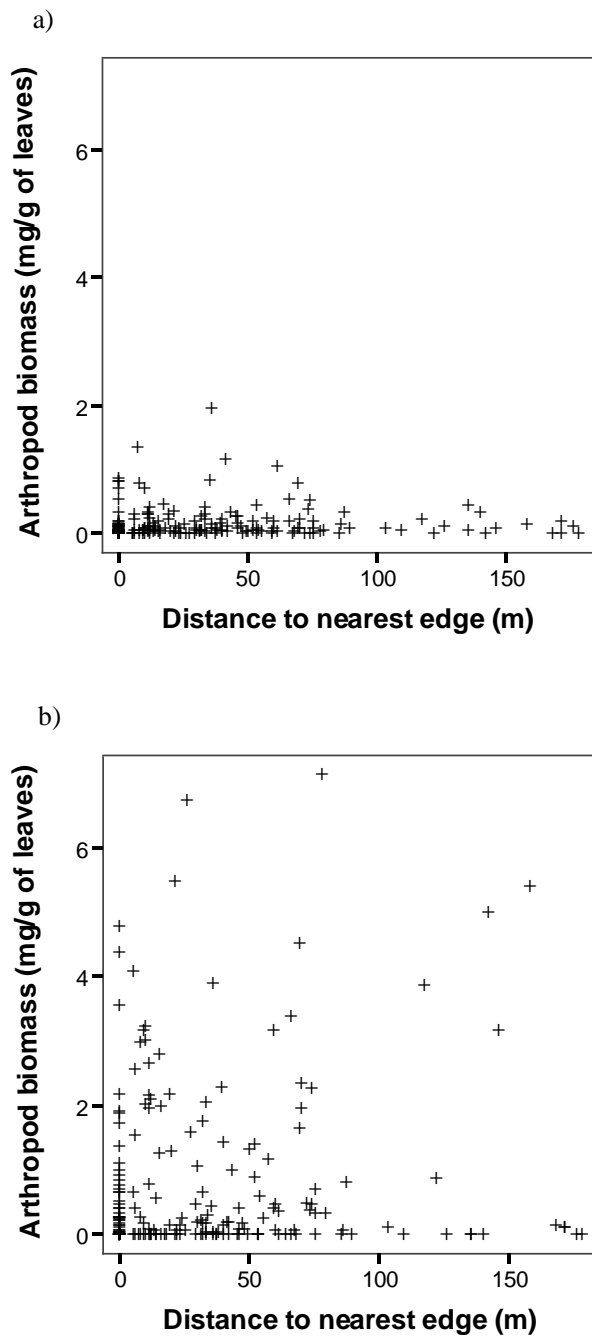 a)
Arthropod biomass (mg/g of leaves)
6
4
2
0
0 50 100 150
Distance to nearest edge (m)
b)
Arthropod biomass (mg/g of leaves)
6
4
2
0
0 50 100 150
Distance to nearest edge (m)